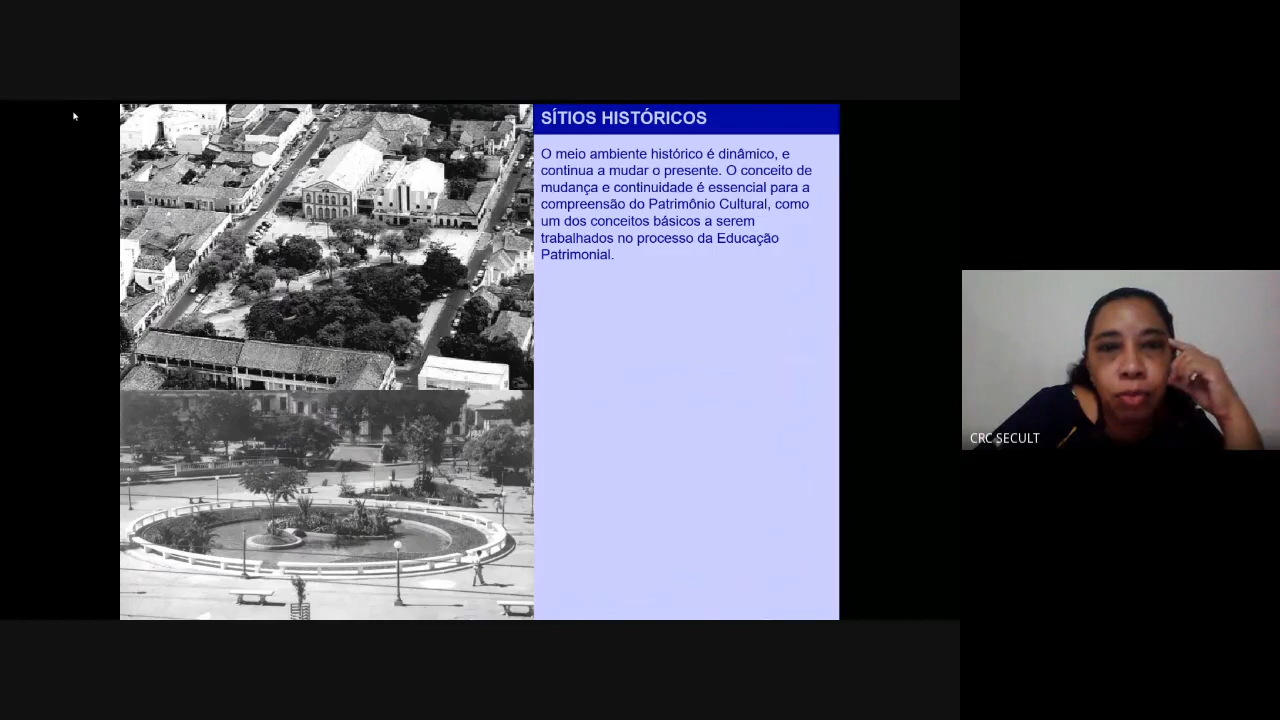 SÍTIOS HISTÓRICOS
O meio ambiente histórico é dinâmico, e
continua a mudar o presente. O conceito de
mudança e continuidade é essencial para a
compreensão do Patrimônio Cultural, como
um dos conceitos básicos a serem
trabalhados no processo da Educação
Patrimonial.
CRC SECULT